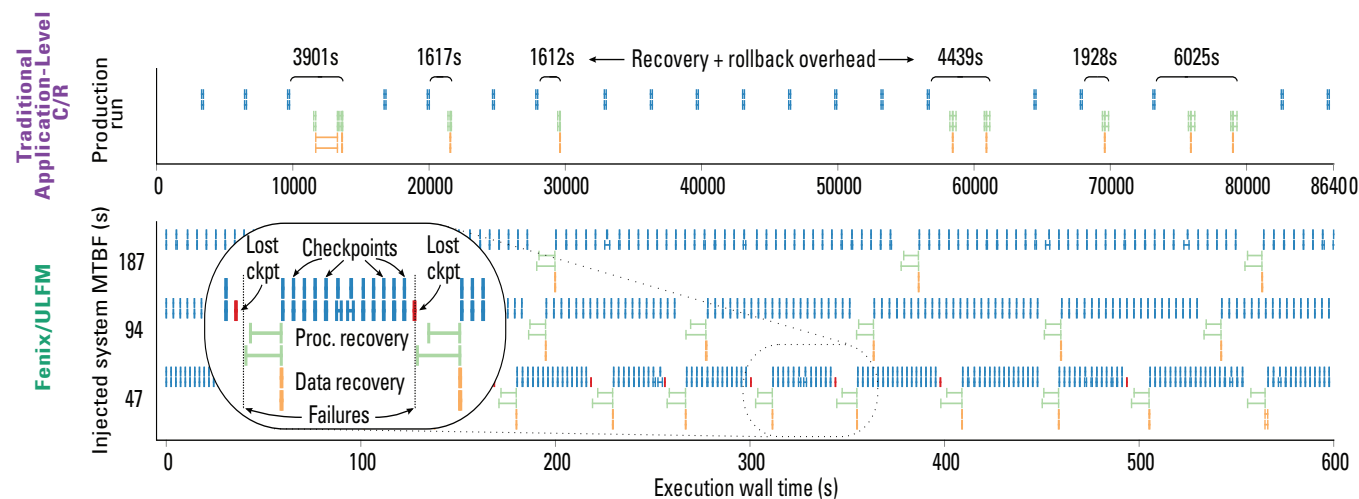 Traditional
Application-Level
C/R
Production
run
3901s
1617s
1612s
Recovery + rollback overhead
4439s
1928s
6025s
0
10000
20000
30000
40000
50000
60000
70000
80000
86400
Fenix/ULFM
Injected system MTBF (s)
187
94
47
Lost
ckpt
Checkpoints
Lost
ckpt
Proc. recovery
Data recovery
Failures
0
100
200
300
400
500
600
Execution wall time (s)